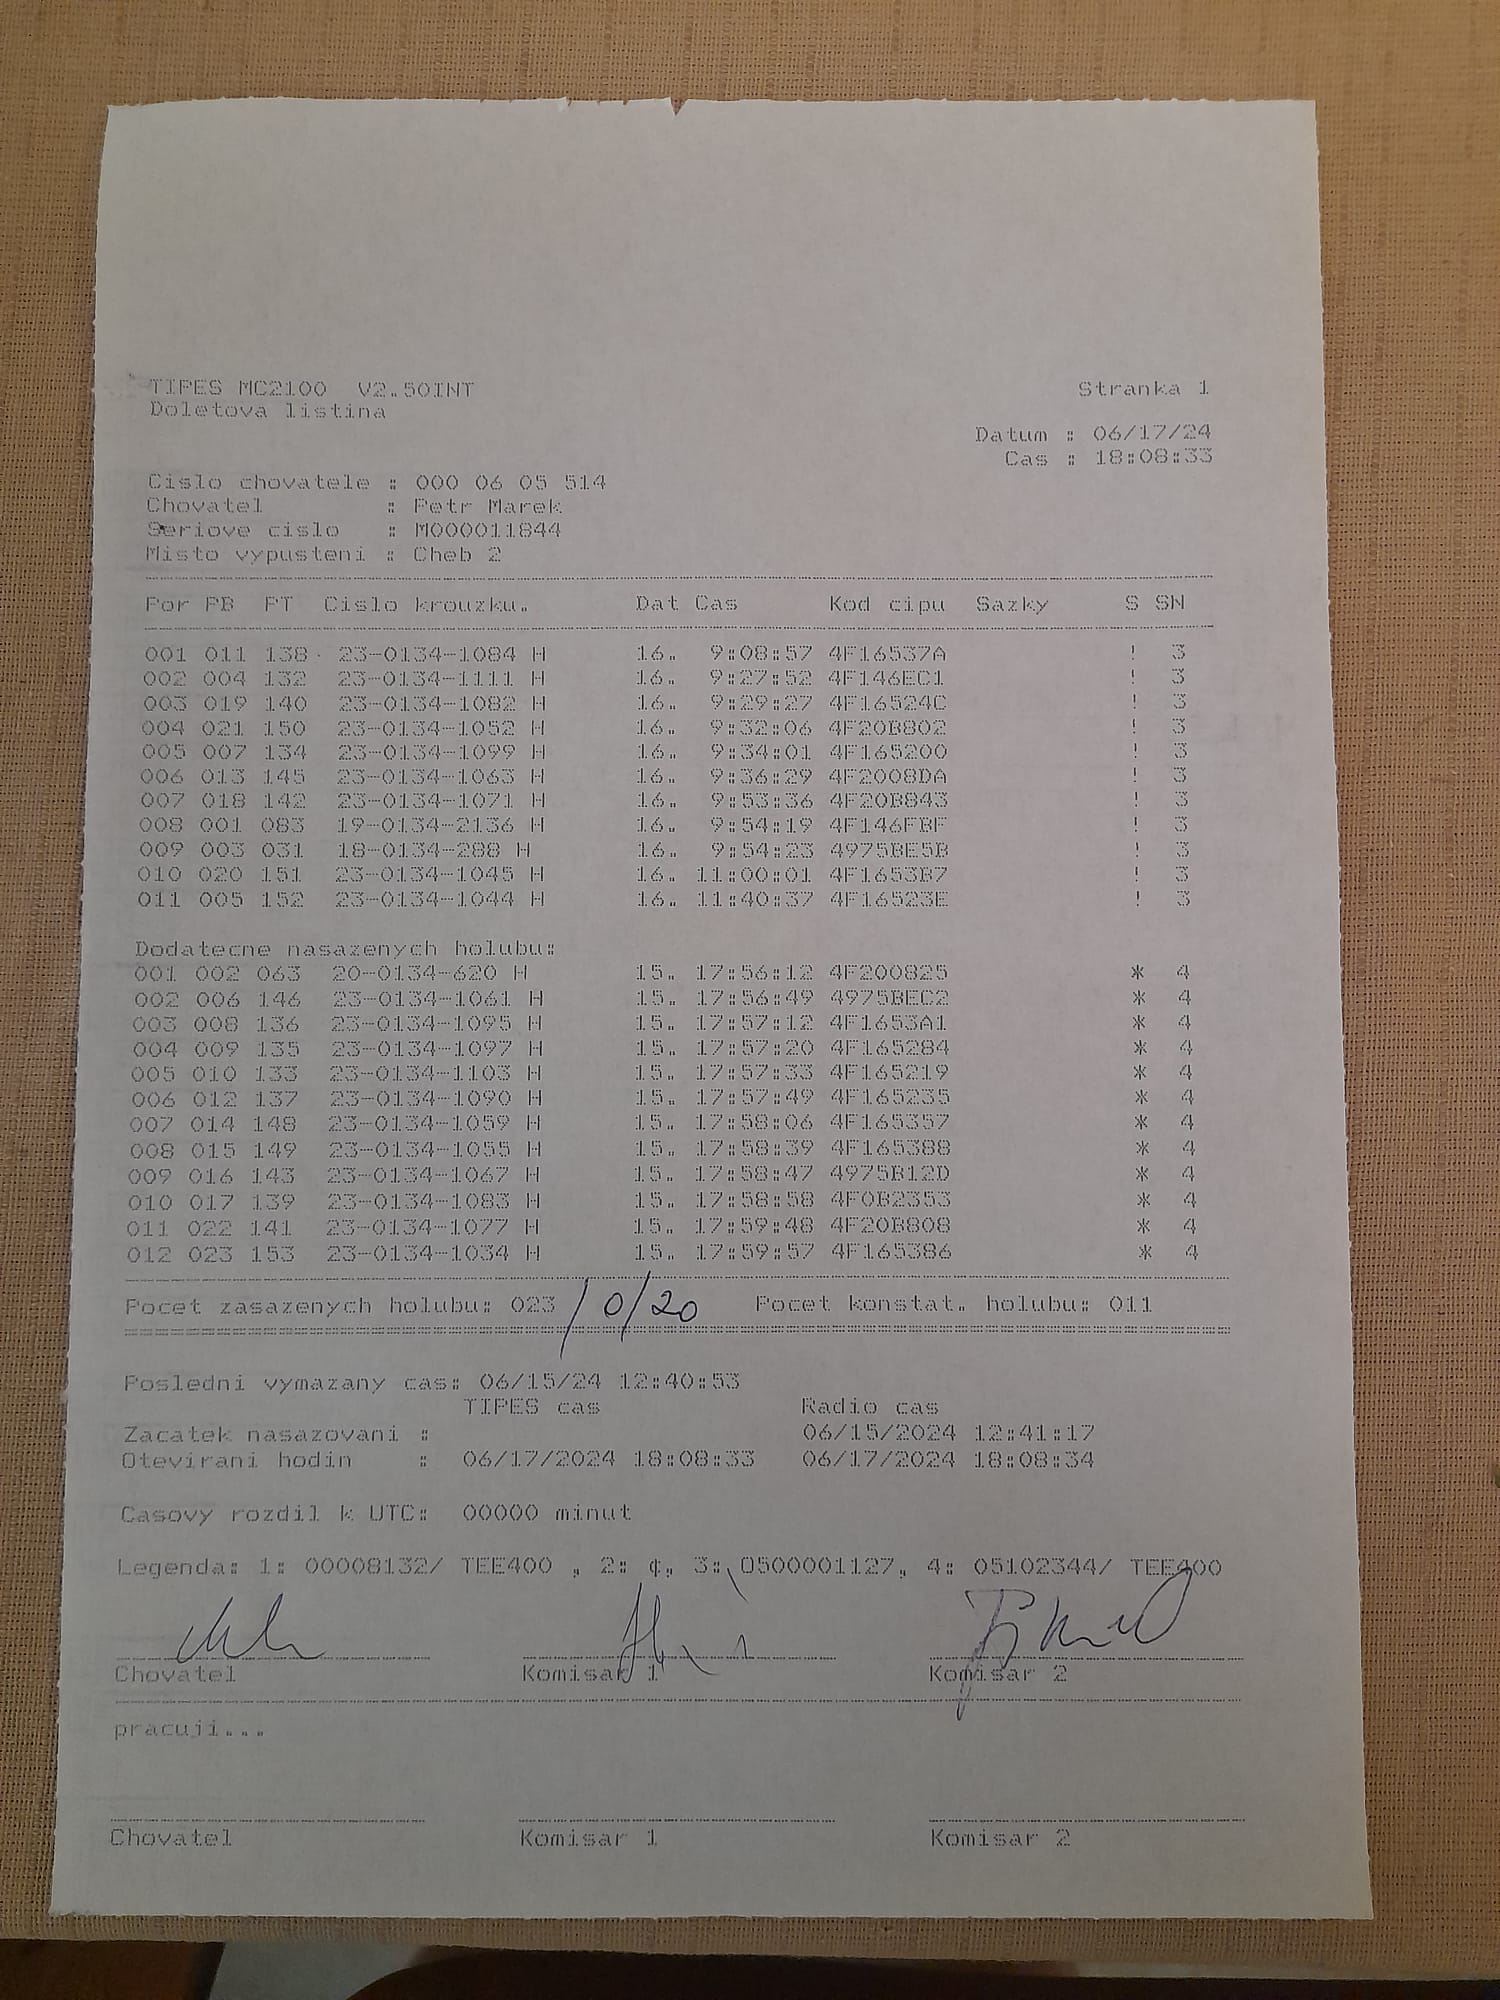 TIPES MC2100 V2.50INT Stranka 1
Doletova listina
Datum : 06/17/24
Cas : 18:08:33
Cislo chovatele : 000 06 05 514
Chovatel : Petr Marek
Seriove cislo : M000011844
Misto vypusteni : Cheb 2
Por PB PT Cislo krouzku. Dat Cas Kod cipu Sazky S SN
001 011 138 23-0134-1084 H 16. 9:08:57 4F16537A ! 3
002 004 132 23-0134-1111 H 16. 9:27:52 4F146EC1 ! 3
003 019 140 23-0134-1082 H 16. 9:29:27 4F16524C ! 3
004 021 150 23-0134-1052 H 16. 9:32:06 4F20B802 ! 3
005 007 134 23-0134-1099 H 16. 9:34:01 4F165200 ! 3
006 013 145 23-0134-1063 H 16. 9:36:29 4F2008DA ! 3
007 018 142 23-0134-1071 H 16. 9:53:36 4F20B843 ! 3
008 001 083 19-0134-2136 H 16. 9:54:19 4F146FBF ! 3
009 003 031 18-0134-288 H 16. 9:54:23 4975BE5B ! 3
010 020 151 23-0134-1045 H 16. 11:00:01 4F1653B7 ! 3
011 005 152 23-0134-1044 H 16. 11:40:37 4F16523E ! 3
Dodatecne nasazenych holubu:
001 002 063 20-0134-620 H 15. 17:56:12 4F200825 * 4
002 006 146 23-0134-1061 H 15. 17:56:49 4975BEC2 * 4
003 008 136 23-0134-1095 H 15. 17:57:12 4F1653A1 * 4
004 009 135 23-0134-1097 H 15. 17:57:20 4F165284 * 4
005 010 133 23-0134-1103 H 15. 17:57:33 4F165219 * 4
006 012 137 23-0134-1090 H 15. 17:57:49 4F165235 * 4
007 014 148 23-0134-1059 H 15. 17:58:06 4F165357 * 4
008 015 149 23-0134-1055 H 15. 17:58:39 4F165388 * 4
009 016 143 23-0134-1067 H 15. 17:58:47 4975B12D * 4
010 017 139 23-0134-1083 H 15. 17:58:58 4F0B2353 * 4
011 022 141 23-0134-1077 H 15. 17:59:48 4F20B808 * 4
012 023 153 23-0134-1034 H 15. 17:59:57 4F165386 * 4
Pocet zasazenych holubu: 023 /0/20 Pocet konstat. holubu: 011
Posledni vymazany cas: 06/15/24 12:40:53
TIPES cas Radio cas
Zacatek nasazovani : 06/15/2024 12:41:17
Otevirani hodin : 06/17/2024 18:08:33 06/17/2024 18:08:34
Casovy rozdil k UTC: 00000 minut
Legenda: 1: 00008132/ TEE400 , 2: ¢, 3: 0500001127, 4: 05102344/ TEE400
Chovatel Komisar 1 Komisar 2
pracuji...
Chovatel Komisar 1 Komisar 2